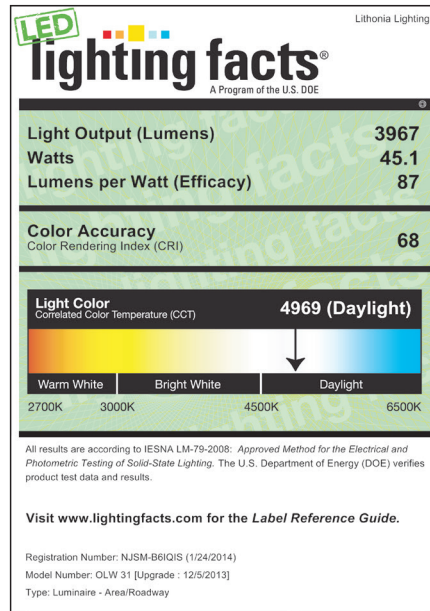 LED
Lithonia Lighting
lighting facts®
A Program of the U.S. DOE
Light Output (Lumens) 3967
Watts 45.1
Lumens per Watt (Efficacy) 87
Color Accuracy
Color Rendering Index (CRI) 68
Light Color
Correlated Color Temperature (CCT) 4969 (Daylight)
Warm White Bright White Daylight
2700K 3000K 4500K 6500K
All results are according to IESNA LM-79-2008: Approved Method for the Electrical and
Photometric Testing of Solid-State Lighting. The U.S. Department of Energy (DOE) verifies
product test data and results.
Visit www.lightingfacts.com for the Label Reference Guide.
Registration Number: NJSM-B6IQIS (1/24/2014)
Model Number: OLW 31 [Upgrade : 12/5/2013]
Type: Luminaire - Area/Roadway